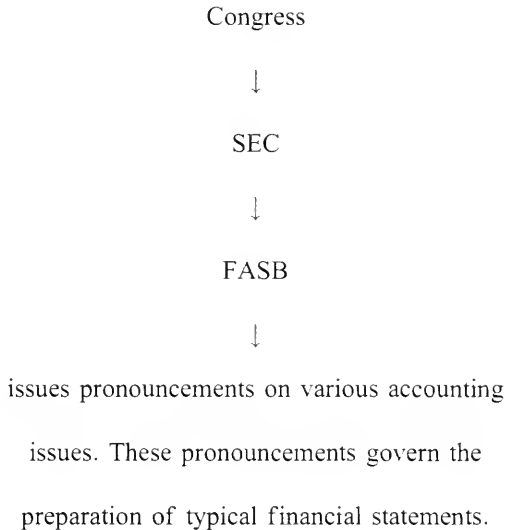 Congress
↓
SEC
↓
FASB
↓
issues pronouncements on various accounting
issues. These pronouncements govern the
preparation of typical financial statements.